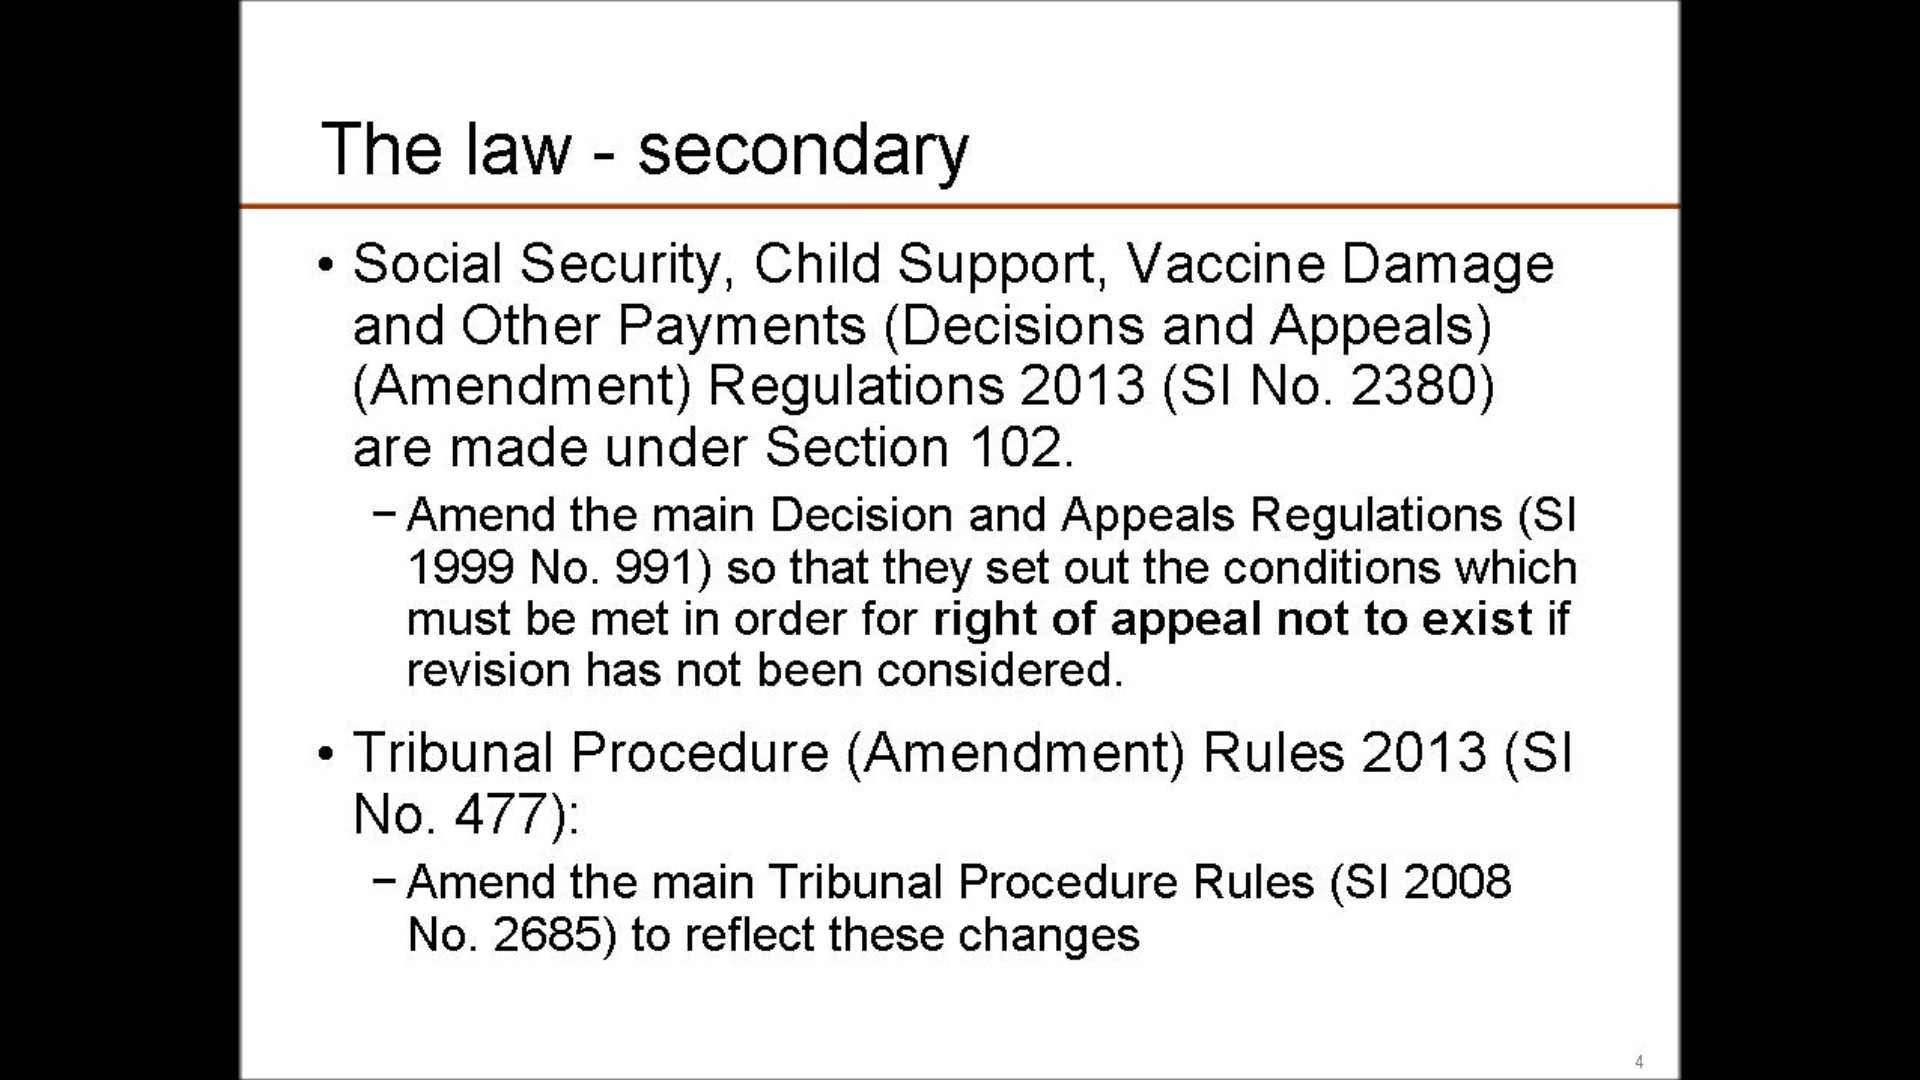 The law - secondary
• Social Security, Child Support, Vaccine Damage
and Other Payments (Decisions and Appeals)
(Amendment) Regulations 2013 (SI No. 2380)
are made under Section 102.
– Amend the main Decision and Appeals Regulations (SI
1999 No. 991) so that they set out the conditions which
must be met in order for right of appeal not to exist if
revision has not been considered.
• Tribunal Procedure (Amendment) Rules 2013 (SI
No. 477):
– Amend the main Tribunal Procedure Rules (SI 2008
No. 2685) to reflect these changes
4